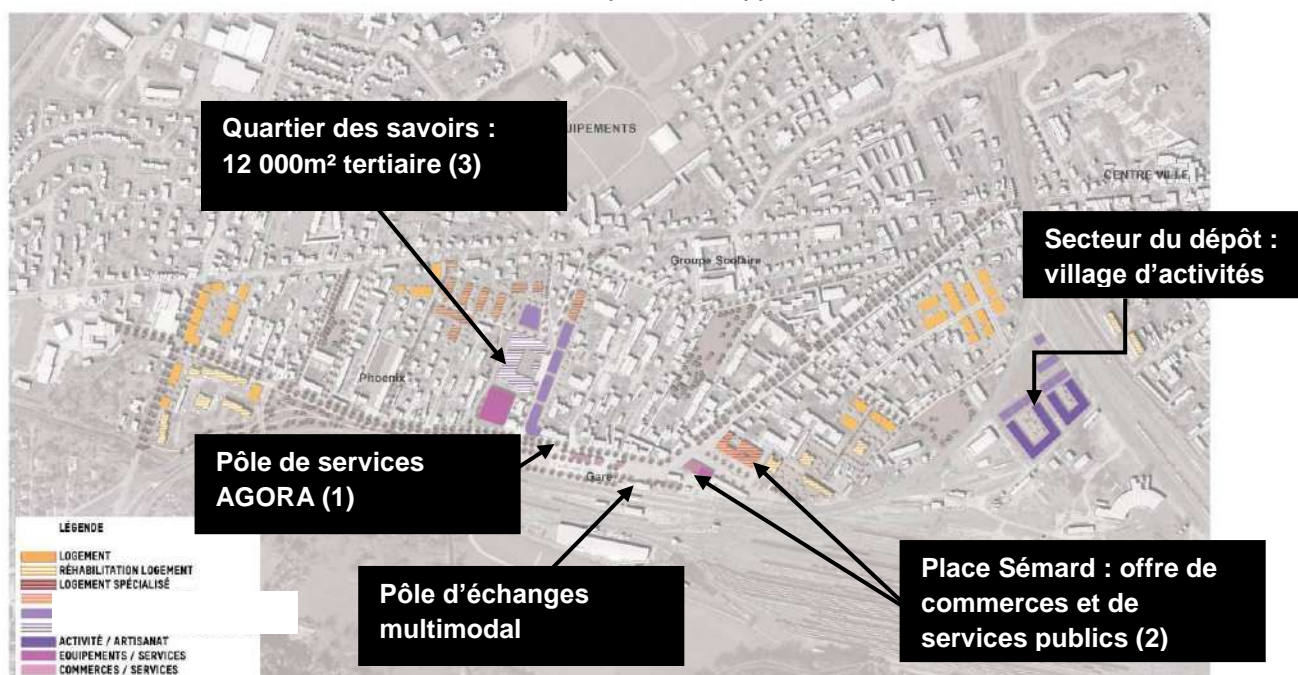 Quartier des savoirs :
12 000m² tertiaire (3)
UIPEMENTS
CENTRE VILLE
Secteur du dépôt :
village d'activités
Groupe Scolaire
Phoenix
Pôle de services
AGORA (1)
Gare
Pôle d'échanges
multimodal
Place Sémard : offre de
commerces et de
services publics (2)
LÉGENDE
LOGEMENT
RÉHABILITATION LOGEMENT
LOGEMENT SPÉCIALISÉ
ACTIVITÉ / ARTISANAT
EQUIPEMENTS / SERVICES
COMMERCES / SERVICES